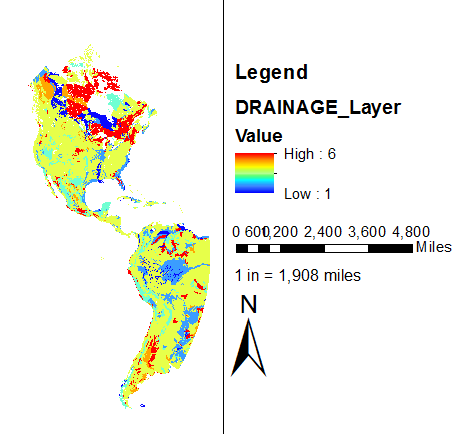 Legend
DRAINAGE_Layer
Value
High : 6
Low : 1
0 600 1,200 2,400 3,600 4,800
Miles
1 in = 1,908 miles
N